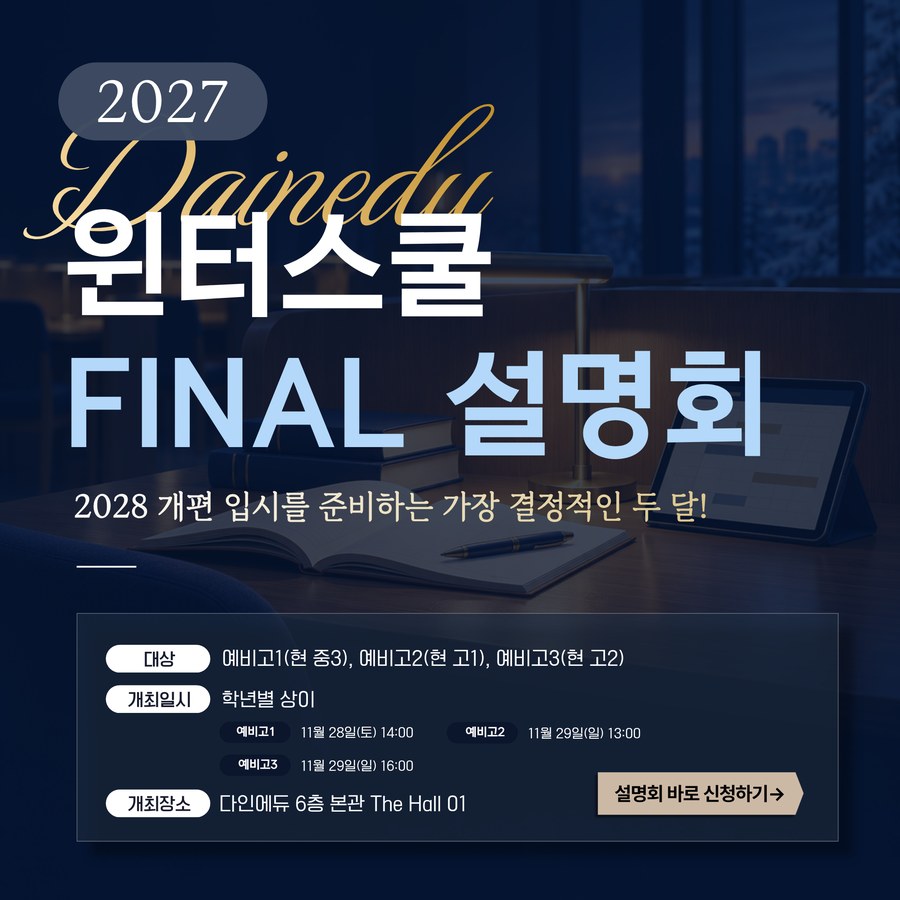 2027
Dainedu
윈터스쿨
FINAL 설명회
2028 개편 입시를 준비하는 가장 결정적인 두 달!
대상 예비고1(현 중3), 예비고2(현 고1), 예비고3(현 고2)
개최일시 학년별 상이
예비고1 11월 28일(토) 14:00 예비고2 11월 29일(일) 13:00
예비고3 11월 29일(일) 16:00
개최장소 다인에듀 6층 본관 The Hall 01
설명회 바로 신청하기→